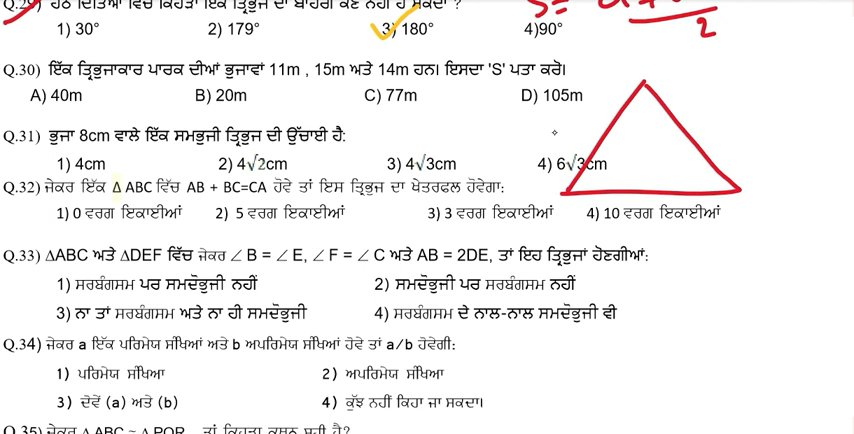 1) 30° 2) 179° 3) 180° 4)90°
Q.30) ਇੱਕ ਤ੍ਰਿਭੁਜਾਕਾਰ ਪਾਰਕ ਦੀਆਂ ਭੁਜਾਵਾਂ 11m , 15m ਅਤੇ 14m ਹਨ। ਇਸਦਾ 'S' ਪਤਾ ਕਰੋ।
A) 40m B) 20m C) 77m D) 105m
Q.31) ਭੁਜਾ 8cm ਵਾਲੇ ਇੱਕ ਸਮਭੁਜੀ ਤ੍ਰਿਭੁਜ ਦੀ ਉੱਚਾਈ ਹੈ:
1) 4cm 2) 4√2cm 3) 4√3cm 4) 6√3cm
Q.32) ਜੇਕਰ ਇੱਕ Δ ABC ਵਿੱਚ AB + BC=CA ਹੋਵੇ ਤਾਂ ਇਸ ਤ੍ਰਿਭੁਜ ਦਾ ਖੇਤਰਫਲ ਹੋਵੇਗਾ:
1) 0 ਵਰਗ ਇਕਾਈਆਂ 2) 5 ਵਰਗ ਇਕਾਈਆਂ 3) 3 ਵਰਗ ਇਕਾਈਆਂ 4) 10 ਵਰਗ ਇਕਾਈਆਂ
Q.33) ΔABC ਅਤੇ ΔDEF ਵਿੱਚ ਜੇਕਰ ∠ B = ∠ E, ∠ F = ∠ C ਅਤੇ AB = 2DE, ਤਾਂ ਇਹ ਤ੍ਰਿਭੁਜਾਂ ਹੋਣਗੀਆਂ:
1) ਸਰਬੰਗਸਮ ਪਰ ਸਮਦੋਭੁਜੀ ਨਹੀਂ 2) ਸਮਦੋਭੁਜੀ ਪਰ ਸਰਬੰਗਸਮ ਨਹੀਂ
3) ਨਾ ਤਾਂ ਸਰਬੰਗਸਮ ਅਤੇ ਨਾ ਹੀ ਸਮਦੋਭੁਜੀ 4) ਸਰਬੰਗਸਮ ਦੇ ਨਾਲ-ਨਾਲ ਸਮਦੋਭੁਜੀ ਵੀ
Q.34) ਜੇਕਰ a ਇੱਕ ਪਰਿਮੇਯ ਸੰਖਿਆਂ ਅਤੇ b ਅਪਰਿਮੇਯ ਸੰਖਿਆਂ ਹੋਵੇ ਤਾਂ a/b ਹੋਵੇਗੀ:
1) ਪਰਿਮੇਯ ਸੰਖਿਆ 2) ਅਪਰਿਮੇਯ ਸੰਖਿਆ
3) ਦੋਵੇਂ (a) ਅਤੇ (b) 4) ਕੁੱਝ ਨਹੀਂ ਕਿਹਾ ਜਾ ਸਕਦਾ।